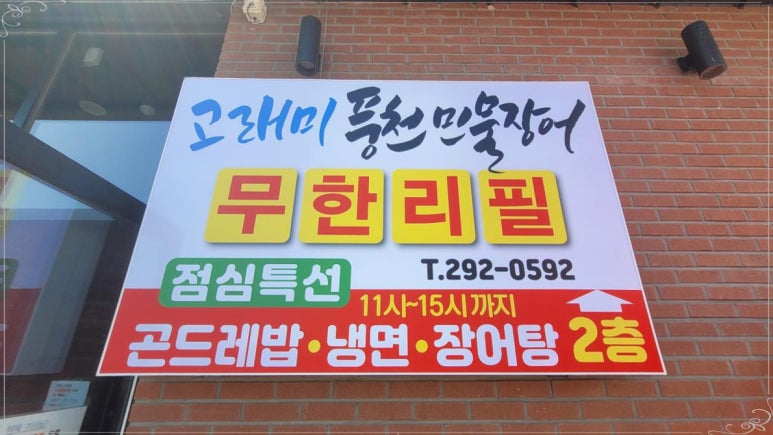 고래미 풍천민물장어
무한리필
T.292-0592
점심특선
11시~15시까지
곤드레밥·냉면·장어탕 2층